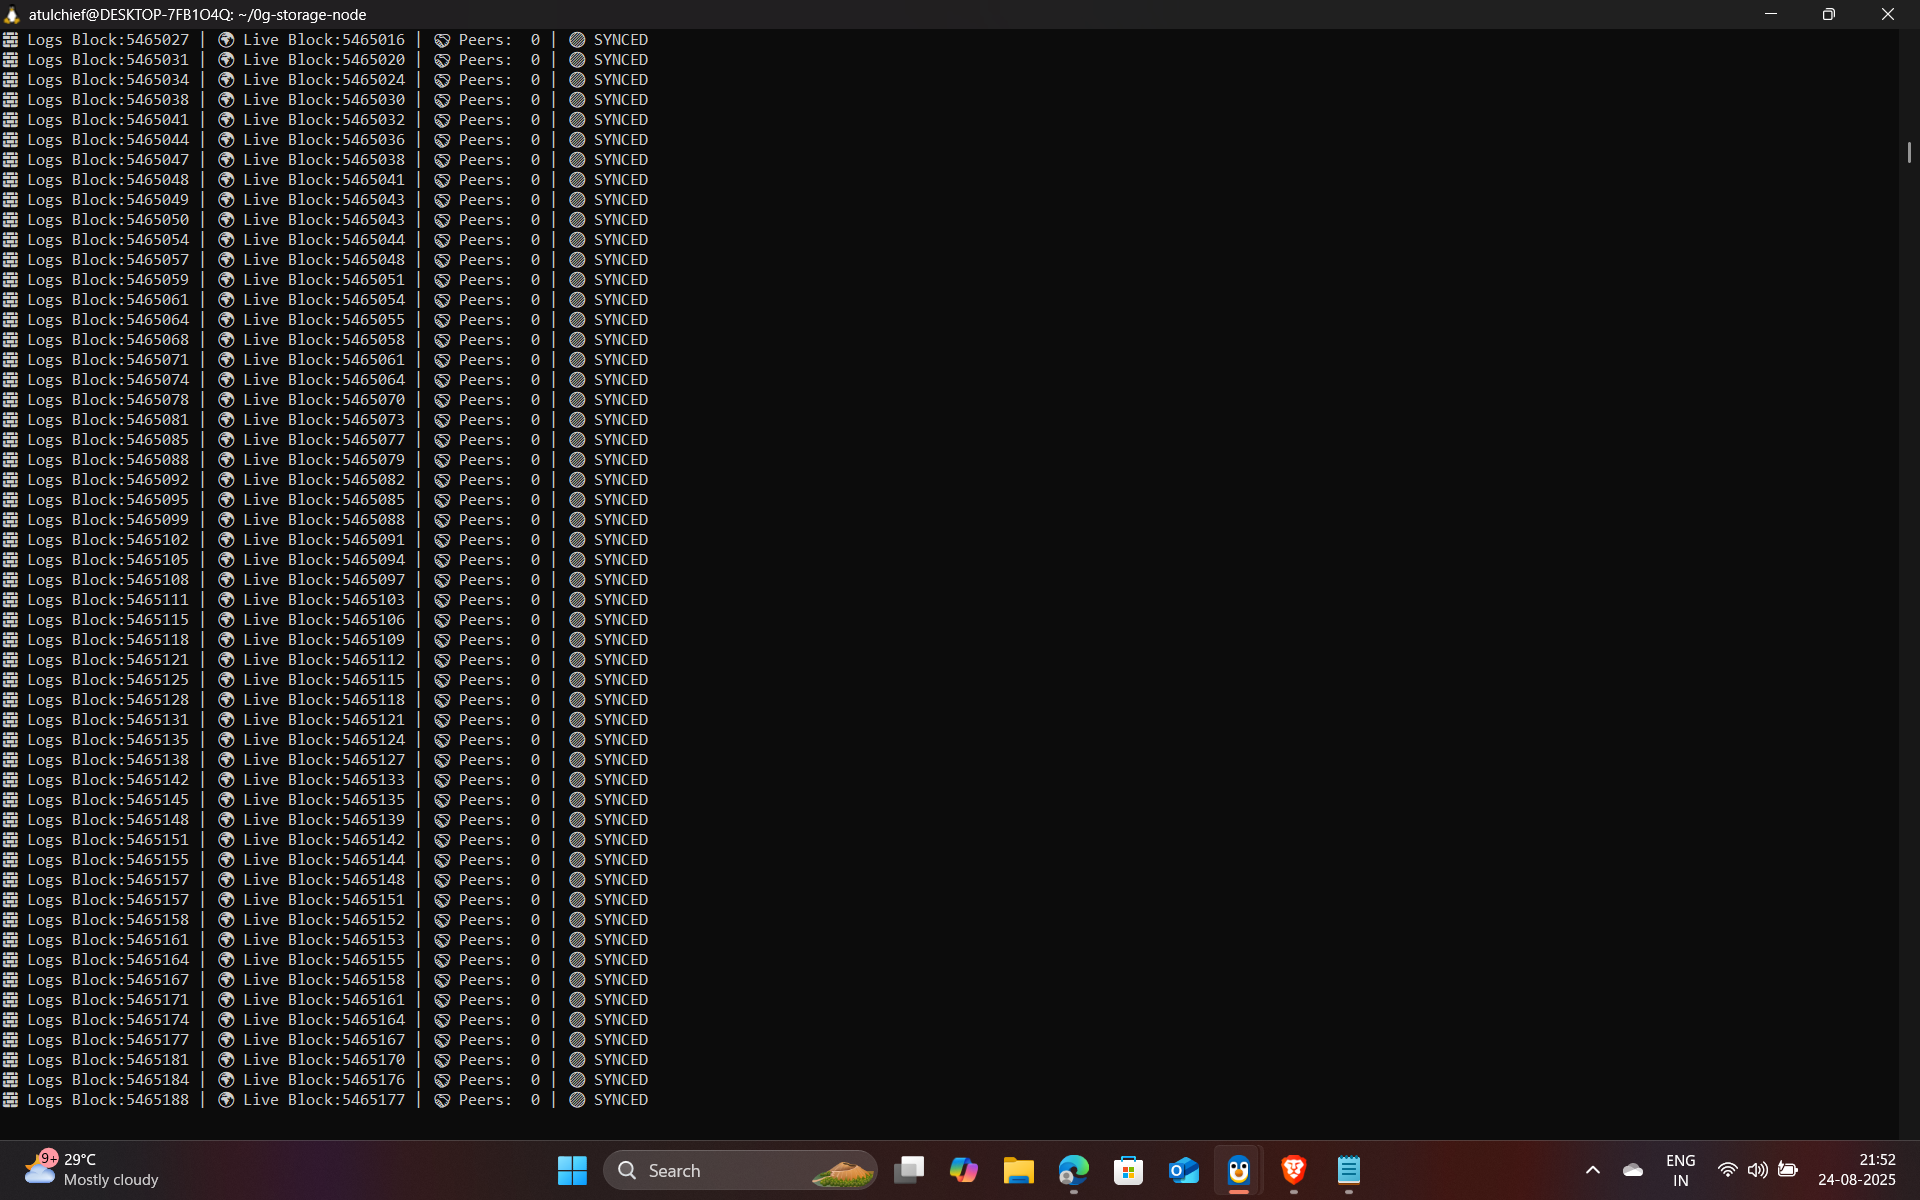 atulchief@DESKTOP-7FB1O4Q: ~/0g-storage-node
Logs Block:5465027 | Live Block:5465016 | Peers: 0 | SYNCED
Logs Block:5465031 | Live Block:5465020 | Peers: 0 | SYNCED
Logs Block:5465034 | Live Block:5465024 | Peers: 0 | SYNCED
Logs Block:5465038 | Live Block:5465030 | Peers: 0 | SYNCED
Logs Block:5465041 | Live Block:5465032 | Peers: 0 | SYNCED
Logs Block:5465044 | Live Block:5465036 | Peers: 0 | SYNCED
Logs Block:5465047 | Live Block:5465038 | Peers: 0 | SYNCED
Logs Block:5465048 | Live Block:5465041 | Peers: 0 | SYNCED
Logs Block:5465049 | Live Block:5465043 | Peers: 0 | SYNCED
Logs Block:5465050 | Live Block:5465043 | Peers: 0 | SYNCED
Logs Block:5465054 | Live Block:5465044 | Peers: 0 | SYNCED
Logs Block:5465057 | Live Block:5465048 | Peers: 0 | SYNCED
Logs Block:5465059 | Live Block:5465051 | Peers: 0 | SYNCED
Logs Block:5465061 | Live Block:5465054 | Peers: 0 | SYNCED
Logs Block:5465064 | Live Block:5465055 | Peers: 0 | SYNCED
Logs Block:5465068 | Live Block:5465058 | Peers: 0 | SYNCED
Logs Block:5465071 | Live Block:5465061 | Peers: 0 | SYNCED
Logs Block:5465074 | Live Block:5465064 | Peers: 0 | SYNCED
Logs Block:5465078 | Live Block:5465070 | Peers: 0 | SYNCED
Logs Block:5465081 | Live Block:5465073 | Peers: 0 | SYNCED
Logs Block:5465085 | Live Block:5465077 | Peers: 0 | SYNCED
Logs Block:5465088 | Live Block:5465079 | Peers: 0 | SYNCED
Logs Block:5465092 | Live Block:5465082 | Peers: 0 | SYNCED
Logs Block:5465095 | Live Block:5465085 | Peers: 0 | SYNCED
Logs Block:5465099 | Live Block:5465088 | Peers: 0 | SYNCED
Logs Block:5465102 | Live Block:5465091 | Peers: 0 | SYNCED
Logs Block:5465105 | Live Block:5465094 | Peers: 0 | SYNCED
Logs Block:5465108 | Live Block:5465097 | Peers: 0 | SYNCED
Logs Block:5465111 | Live Block:5465103 | Peers: 0 | SYNCED
Logs Block:5465115 | Live Block:5465106 | Peers: 0 | SYNCED
Logs Block:5465118 | Live Block:5465109 | Peers: 0 | SYNCED
Logs Block:5465121 | Live Block:5465112 | Peers: 0 | SYNCED
Logs Block:5465125 | Live Block:5465115 | Peers: 0 | SYNCED
Logs Block:5465128 | Live Block:5465118 | Peers: 0 | SYNCED
Logs Block:5465131 | Live Block:5465121 | Peers: 0 | SYNCED
Logs Block:5465135 | Live Block:5465124 | Peers: 0 | SYNCED
Logs Block:5465138 | Live Block:5465127 | Peers: 0 | SYNCED
Logs Block:5465142 | Live Block:5465133 | Peers: 0 | SYNCED
Logs Block:5465145 | Live Block:5465135 | Peers: 0 | SYNCED
Logs Block:5465148 | Live Block:5465139 | Peers: 0 | SYNCED
Logs Block:5465151 | Live Block:5465142 | Peers: 0 | SYNCED
Logs Block:5465155 | Live Block:5465144 | Peers: 0 | SYNCED
Logs Block:5465157 | Live Block:5465148 | Peers: 0 | SYNCED
Logs Block:5465157 | Live Block:5465151 | Peers: 0 | SYNCED
Logs Block:5465158 | Live Block:5465152 | Peers: 0 | SYNCED
Logs Block:5465161 | Live Block:5465153 | Peers: 0 | SYNCED
Logs Block:5465164 | Live Block:5465155 | Peers: 0 | SYNCED
Logs Block:5465167 | Live Block:5465158 | Peers: 0 | SYNCED
Logs Block:5465171 | Live Block:5465161 | Peers: 0 | SYNCED
Logs Block:5465174 | Live Block:5465164 | Peers: 0 | SYNCED
Logs Block:5465177 | Live Block:5465167 | Peers: 0 | SYNCED
Logs Block:5465181 | Live Block:5465170 | Peers: 0 | SYNCED
Logs Block:5465184 | Live Block:5465176 | Peers: 0 | SYNCED
Logs Block:5465188 | Live Block:5465177 | Peers: 0 | SYNCED
9+
29°C
Mostly cloudy
Search
ENG
IN
21:52
24-08-2025